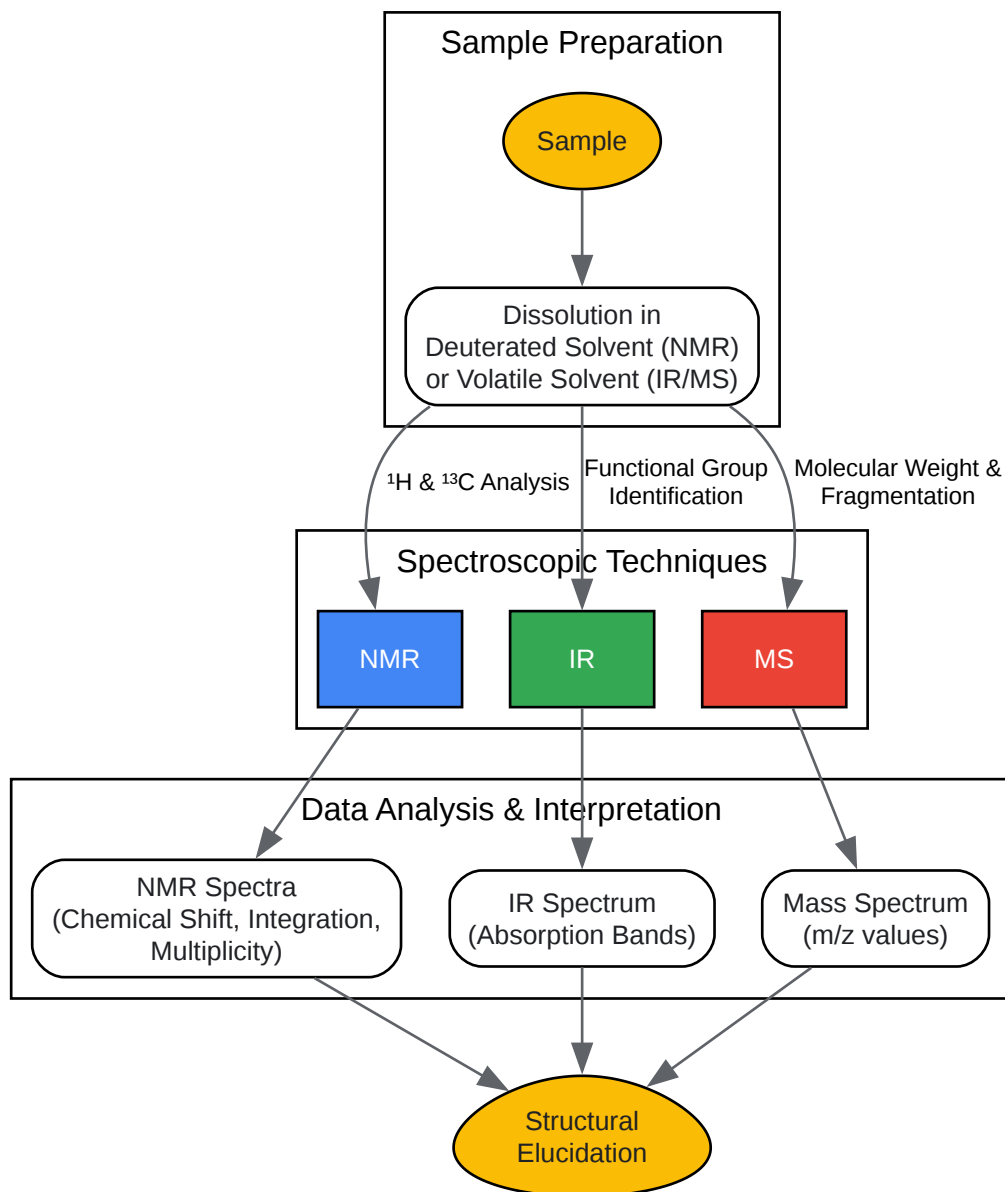 Sample Preparation
Sample
Dissolution in
Deuterated Solvent (NMR)
or Volatile Solvent (IR/MS)
¹H & ¹³C Analysis
Functional Group
Identification
Molecular Weight &
Fragmentation
Spectroscopic Techniques
NMR
IR
MS
Data Analysis & Interpretation
NMR Spectra
(Chemical Shift, Integration,
Multiplicity)
IR Spectrum
(Absorption Bands)
Mass Spectrum
(m/z values)
Structural
Elucidation